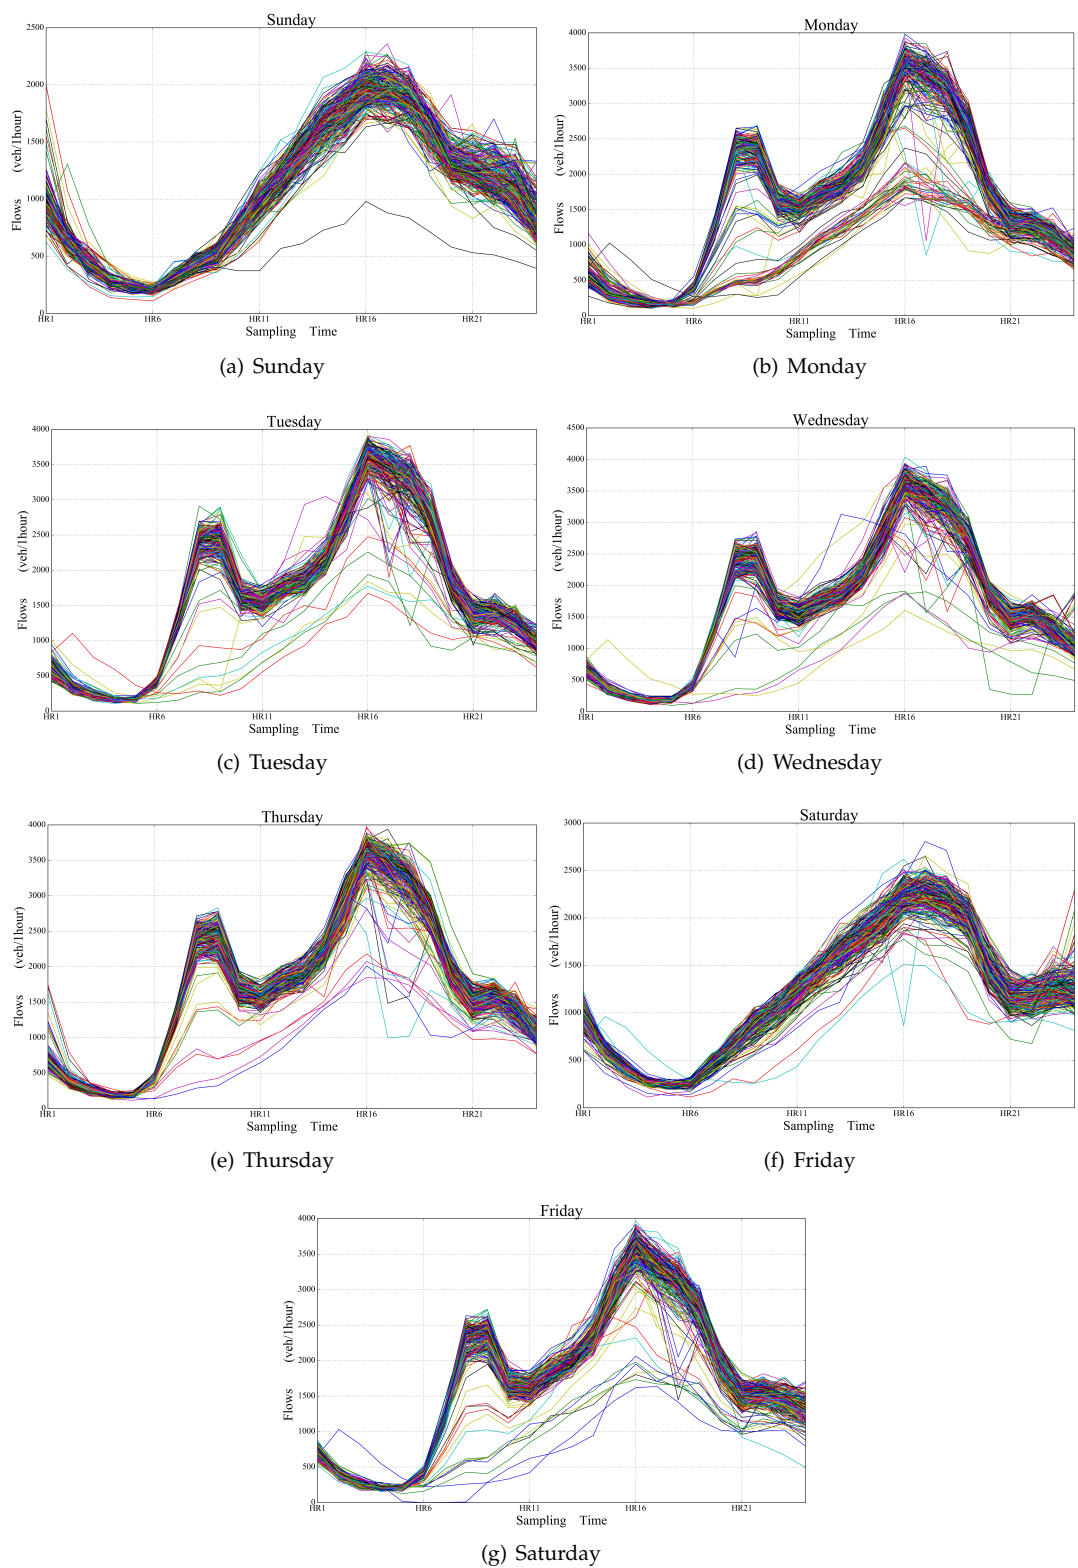 Sunday
2500
2000
1500
1000
500
0
Flows (veh/1hour)
HR1 HR6 HR11 HR16 HR21
Sampling Time
(a) Sunday
Monday
4000
3500
3000
2500
2000
1500
1000
500
0
Flows (veh/1hour)
HR1 HR6 HR11 HR16 HR21
Sampling Time
(b) Monday
Tuesday
4000
3500
3000
2500
2000
1500
1000
500
0
Flows (veh/1hour)
HR1 HR6 HR11 HR16 HR21
Sampling Time
(c) Tuesday
Wednesday
4500
4000
3500
3000
2500
2000
1500
1000
500
0
Flows (veh/1hour)
HR1 HR6 HR11 HR16 HR21
Sampling Time
(d) Wednesday
Thursday
4000
3500
3000
2500
2000
1500
1000
500
0
Flows (veh/1hour)
HR1 HR6 HR11 HR16 HR21
Sampling Time
(e) Thursday
Saturday
3000
2500
2000
1500
1000
500
0
Flows (veh/1hour)
HR1 HR6 HR11 HR16 HR21
Sampling Time
(f) Friday
Friday
4000
3500
3000
2500
2000
1500
1000
500
0
Flows (veh/1hour)
HR1 HR6 HR11 HR16 HR21
Sampling Time
(g) Saturday